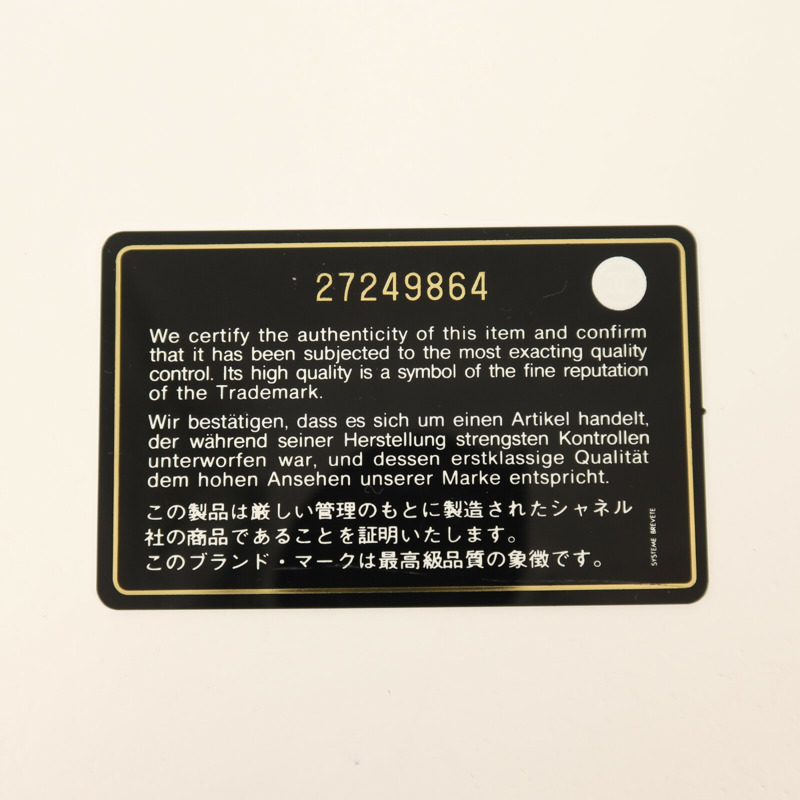 27249864
We certify the authenticity of this item and confirm
that it has been subjected to the most exacting quality
control. Its high quality is a symbol of the fine reputation
of the Trademark.
Wir bestätigen, dass es sich um einen Artikel handelt,
der während seiner Herstellung strengsten Kontrollen
unterworfen war, und dessen erstklassige Qualität
dem hohen Ansehen unserer Marke entspricht.
この製品は厳しい管理のもとに製造されたシャネル
社の商品であることを証明いたします。
このブランド・マークは最高級品質の象徴です。
SYSTEME BREVETE